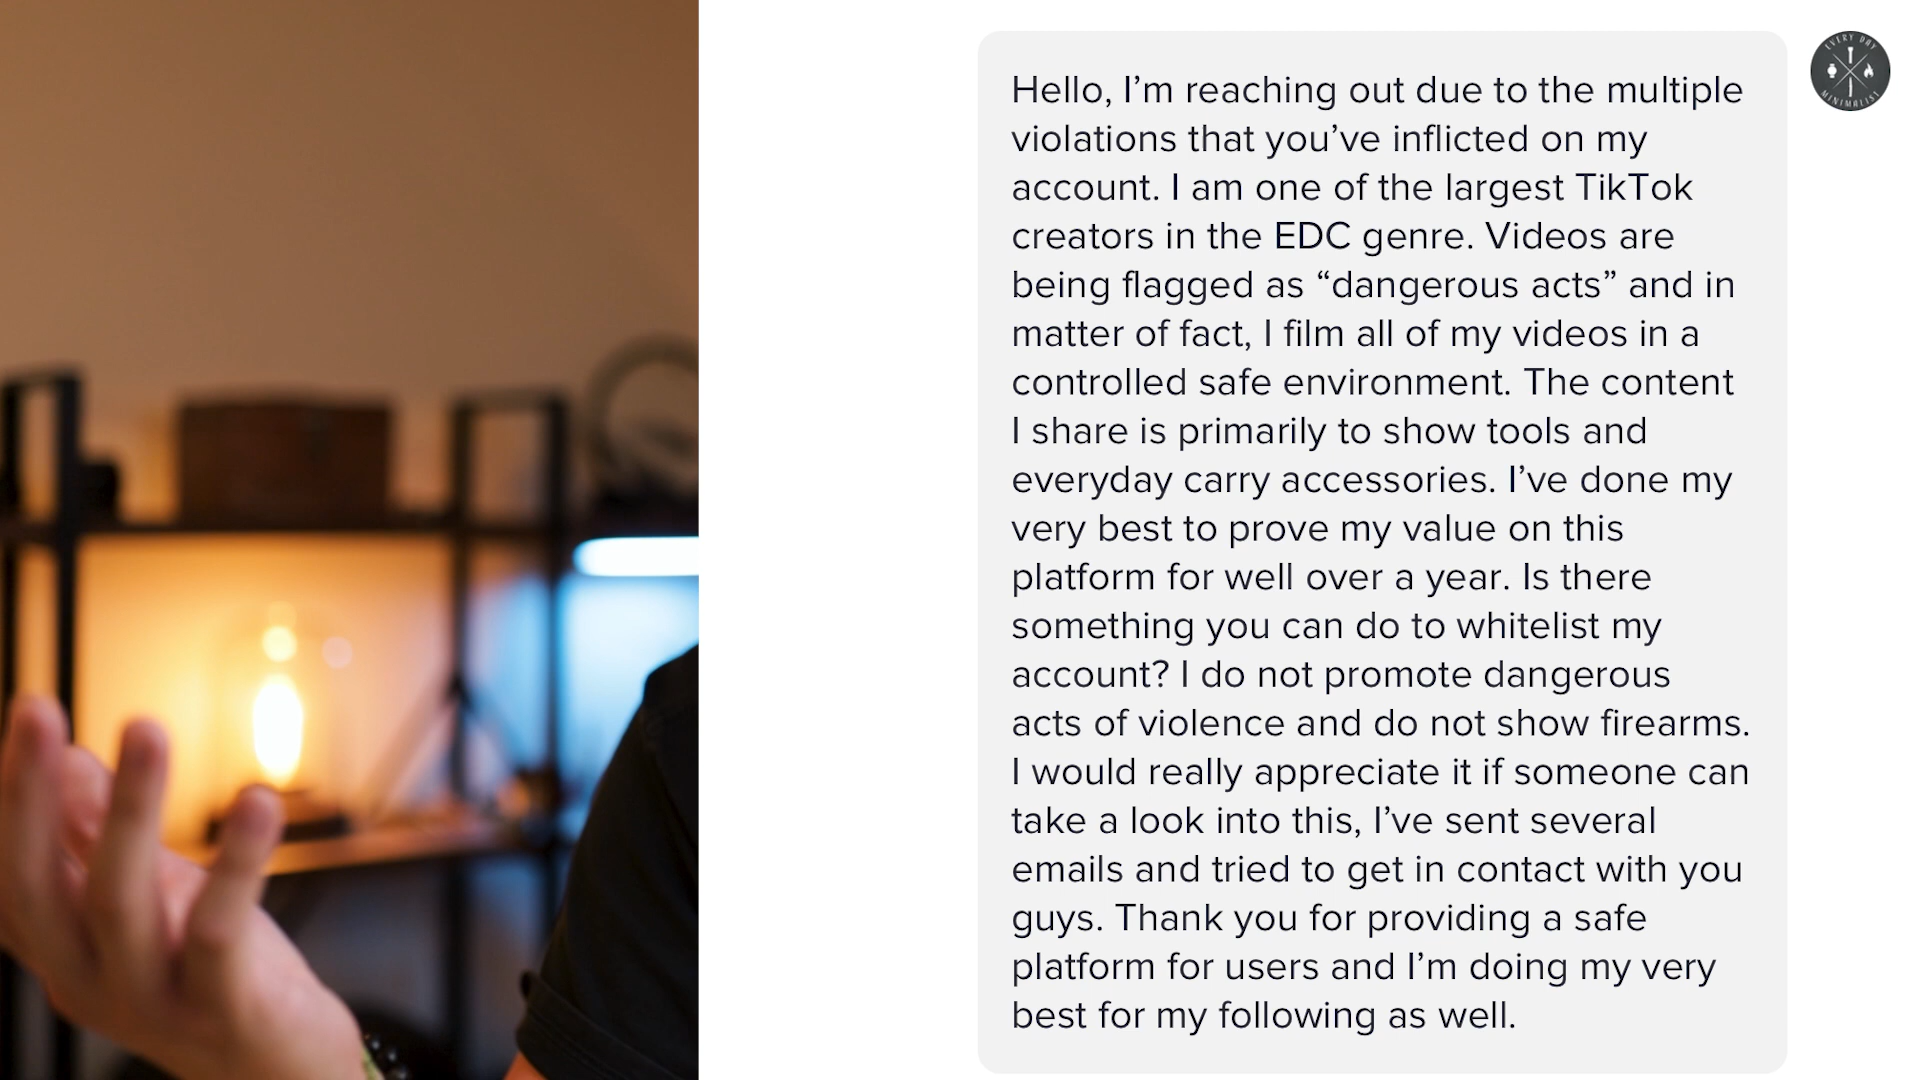 Hello, I’m reaching out due to the multiple
violations that you’ve inflicted on my
account. I am one of the largest TikTok
creators in the EDC genre. Videos are
being flagged as “dangerous acts” and in
matter of fact, I film all of my videos in a
controlled safe environment. The content
I share is primarily to show tools and
everyday carry accessories. I’ve done my
very best to prove my value on this
platform for well over a year. Is there
something you can do to whitelist my
account? I do not promote dangerous
acts of violence and do not show firearms.
I would really appreciate it if someone can
take a look into this, I’ve sent several
emails and tried to get in contact with you
guys. Thank you for providing a safe
platform for users and I’m doing my very
best for my following as well.
EVERY DAY
MINIMALIST